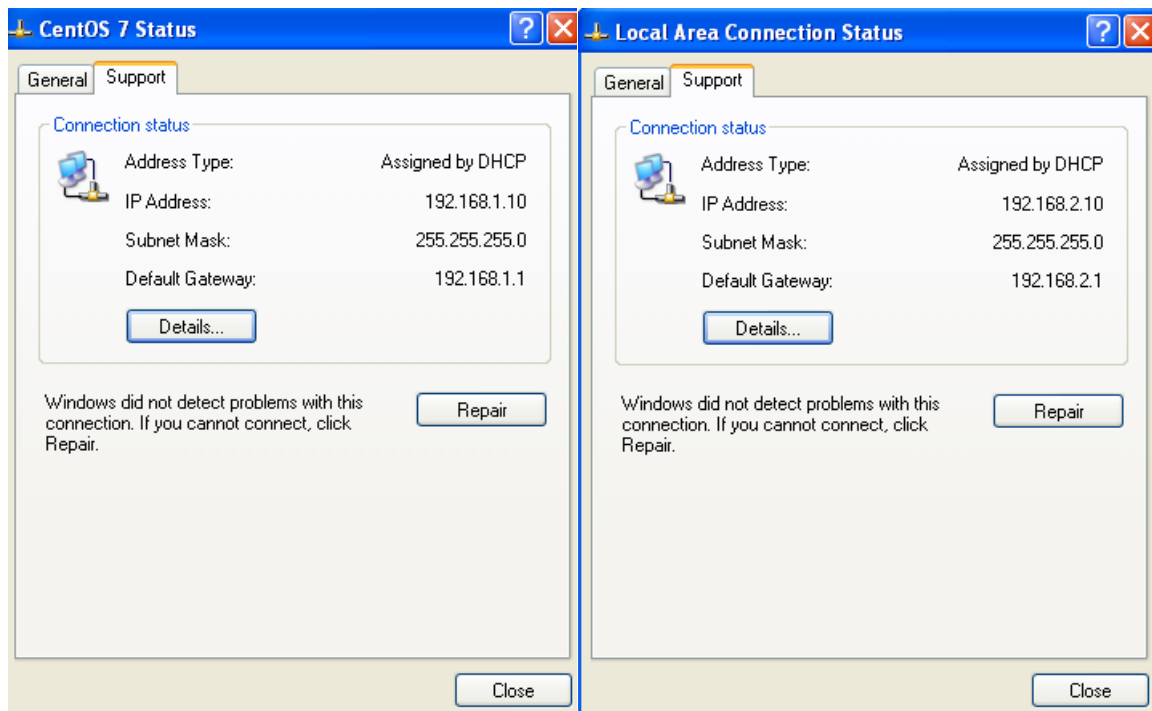 CentOS 7 Status
General Support
Connection status
Address Type: Assigned by DHCP
IP Address: 192.168.1.10
Subnet Mask: 255.255.255.0
Default Gateway: 192.168.1.1
Details...
Windows did not detect problems with this
connection. If you cannot connect, click
Repair.
Repair
Close
Local Area Connection Status
General Support
Connection status
Address Type: Assigned by DHCP
IP Address: 192.168.2.10
Subnet Mask: 255.255.255.0
Default Gateway: 192.168.2.1
Details...
Windows did not detect problems with this
connection. If you cannot connect, click
Repair.
Repair
Close